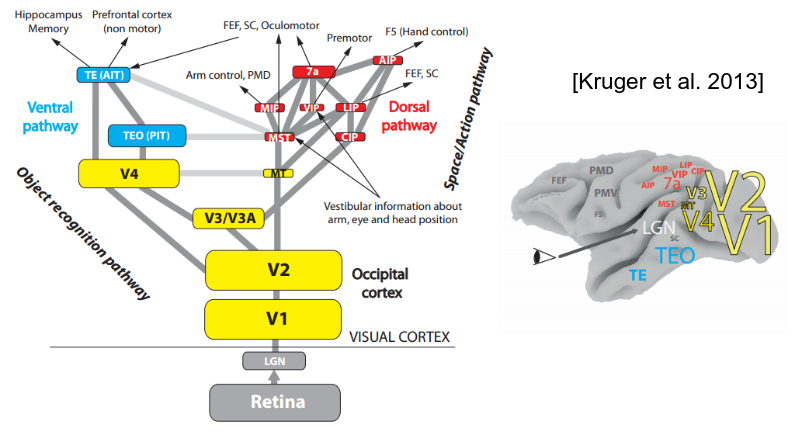 Hippocampus
Memory
Prefrontal cortex
(non motor)
FEF, SC, Oculomotor
Premotor
F5 (Hand control)
TE (AIT)
Arm control, PMD
7a
AIP
FEF, SC
Ventral
pathway
MIP
VIP
LIP
Dorsal
pathway
TEO (PIT)
MST
CIP
Space/Action pathway
V4
MT
Object recognition pathway
Vestibular information about
arm, eye and head position
V3/V3A
V2
Occipital
cortex
V1
VISUAL CORTEX
LGN
Retina
[Kruger et al. 2013]
FEF
PMD
PMV
F5
MIP
LIP
VIP
CIP
AIP
7a
MST
MT
V3
V2
V4
V1
LGN
SC
TEO
TE